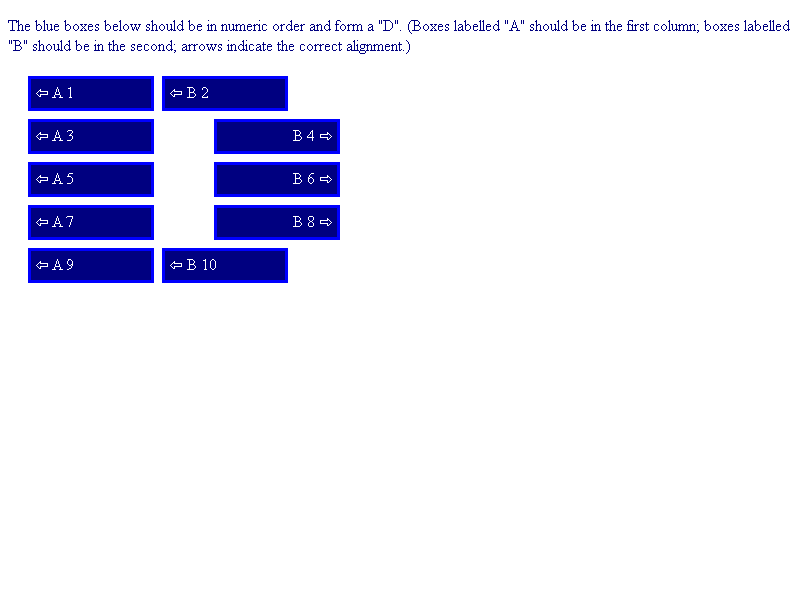 The blue boxes below should be in numeric order and form a "D". (Boxes labelled "A" should be in the first column; boxes labelled
"B" should be in the second; arrows indicate the correct alignment.)
⇦ A 1 ⇦ B 2
⇦ A 3 B 4 ⇨
⇦ A 5 B 6 ⇨
⇦ A 7 B 8 ⇨
⇦ A 9 ⇦ B 10